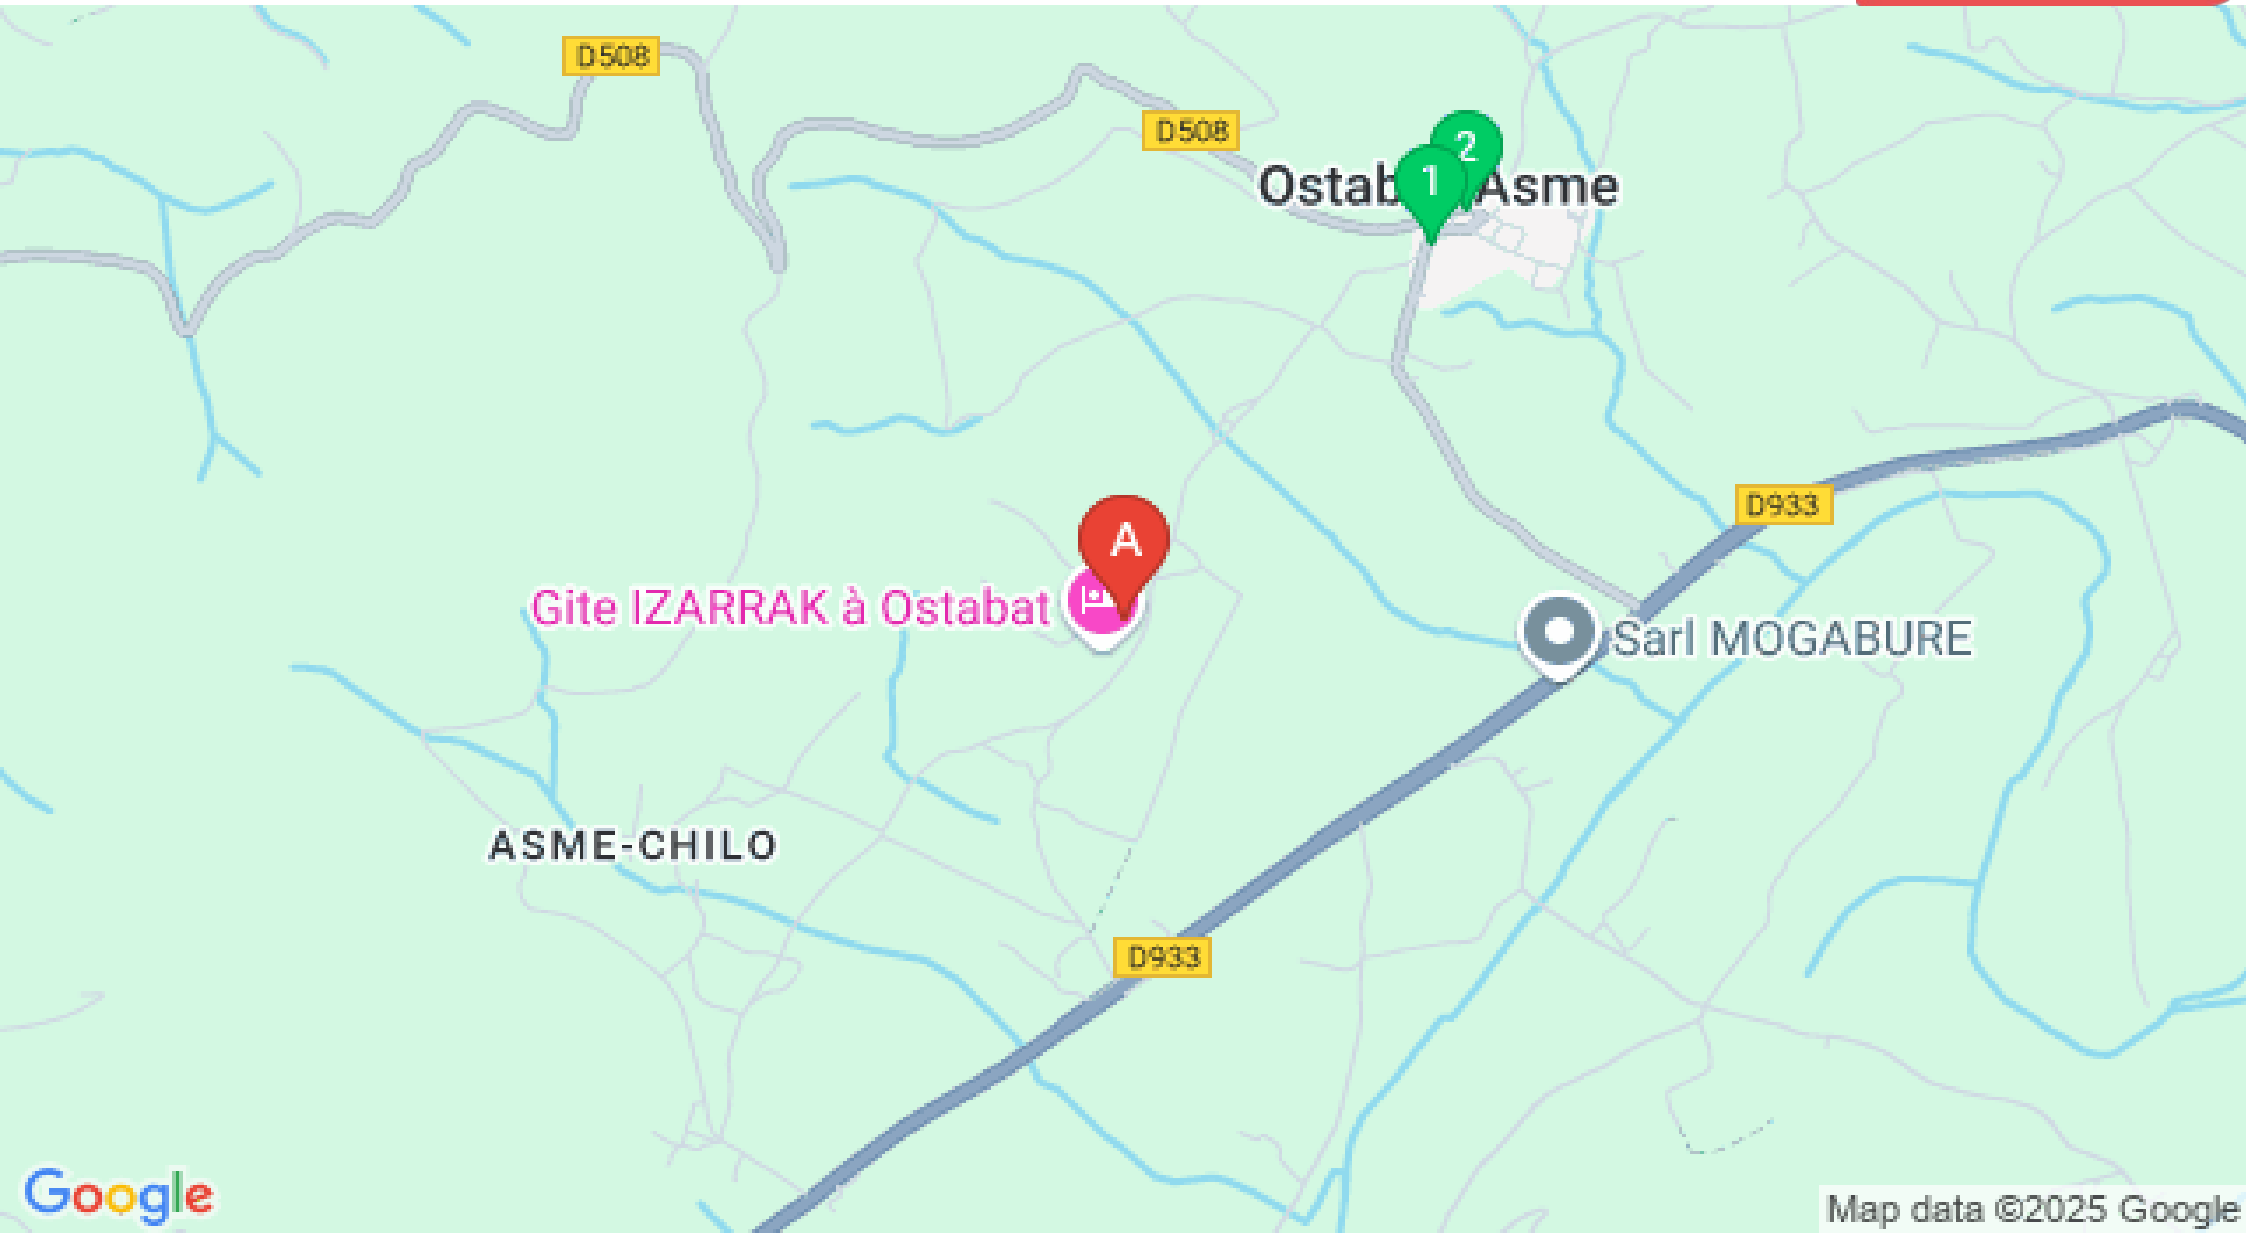 D508
D508
2
1
Ostab Asme
D933
A
Gite IZARRAK à Ostabat
Sarl MOGABURE
ASME-CHILO
D933
Google
Map data ©2025 Google